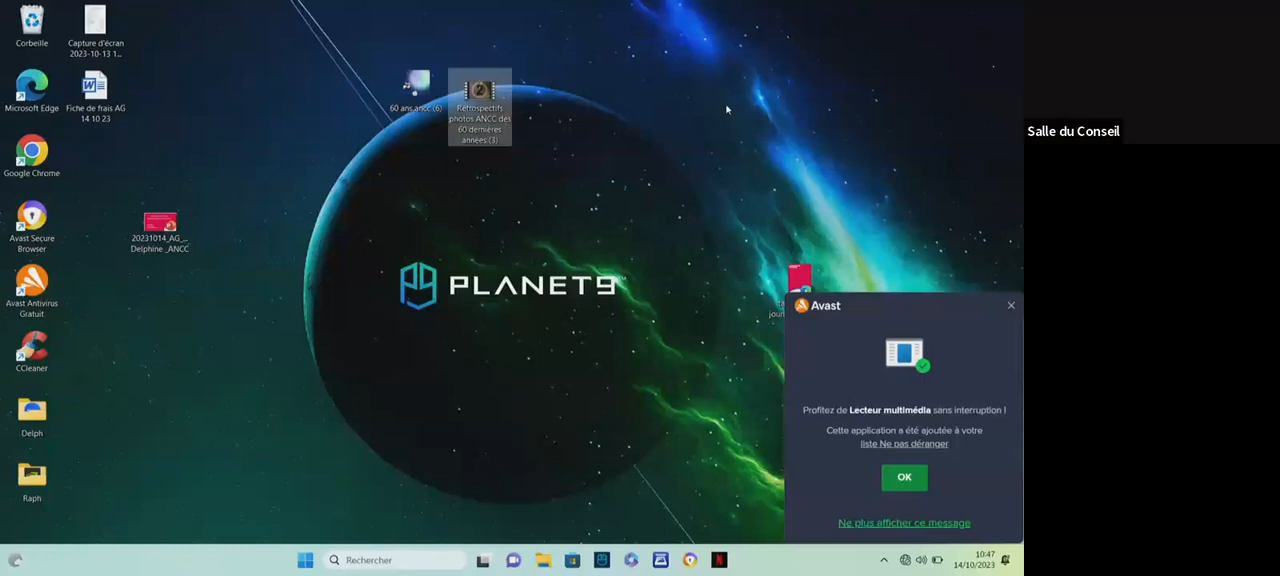 Corbeille
Capture d'écran
2023-10-13 1...
Microsoft Edge
Fiche de frais AG
14 10 23
60 ans ancc (6)
Rétrospectifs
photos ANCC des
60 dernières
années (3)
Salle du Conseil
Google Chrome
Avast Secure
Browser
20231014_AG_...
Delphine _ANCC
Avast Antivirus
Gratuit
CCleaner
Delph
Raph
PLANET9
jour
Avast
Profitez de Lecteur multimédia sans interruption !
Cette application a été ajoutée à votre
liste Ne pas déranger
OK
Ne plus afficher ce message
Rechercher
10:47
14/10/2023